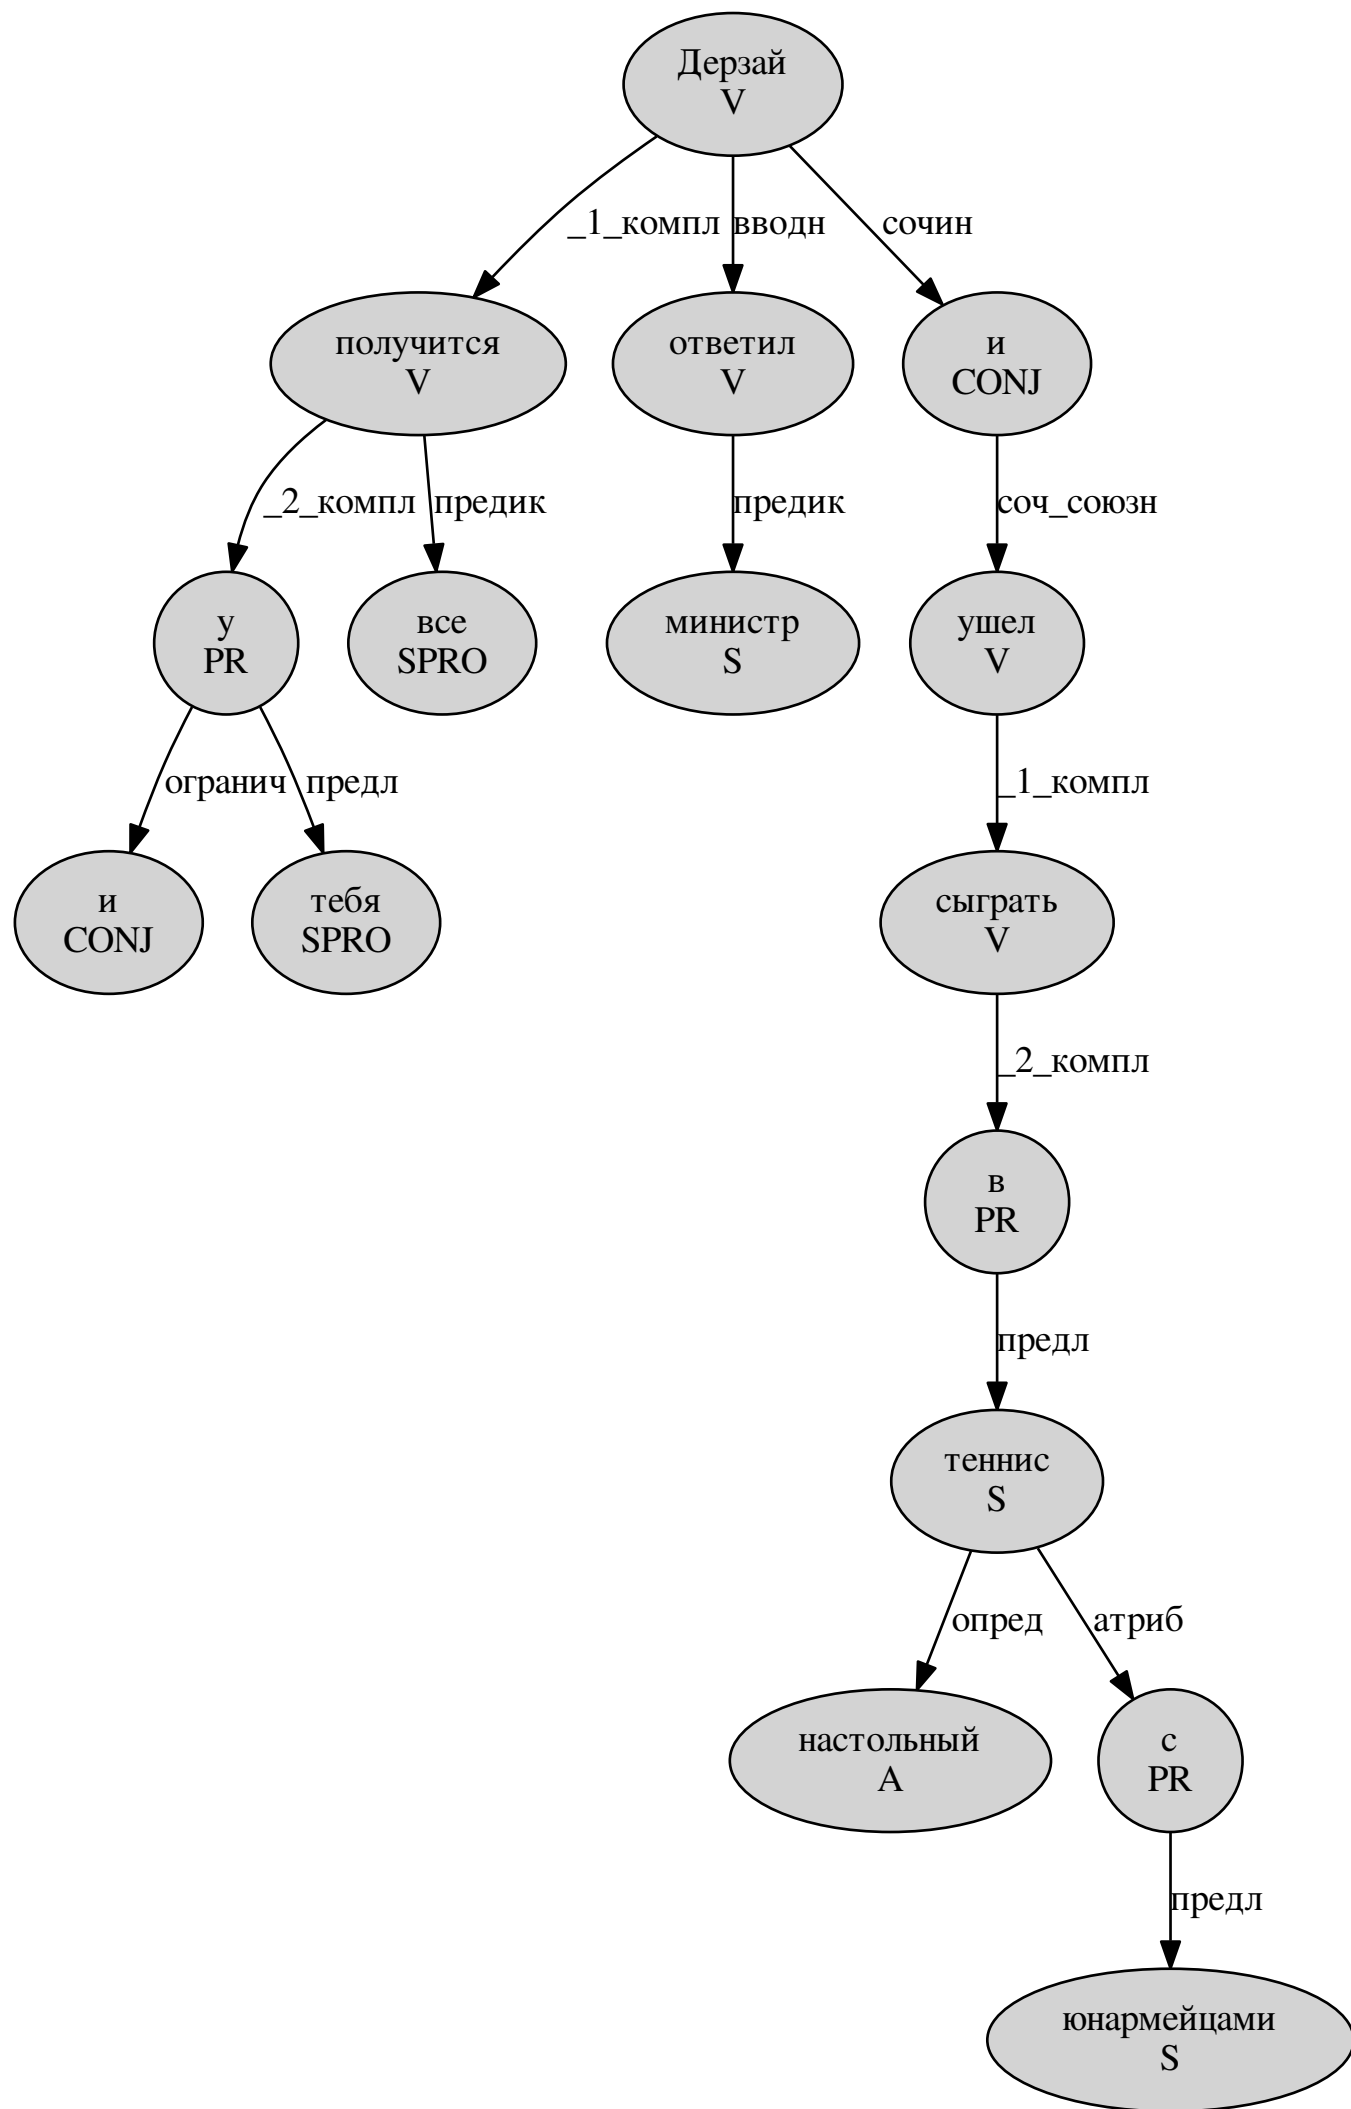 Дерзай
V
_1_компл
вводн
сочин
получится
V
ответил
V
и
CONJ
_2_компл
предик
предик
соч_союзн
у
PR
все
SPRO
министр
S
ушел
V
огранич
предл
_1_компл
и
CONJ
тебя
SPRO
сыграть
V
_2_компл
в
PR
предл
теннис
S
опред
атриб
настольный
A
с
PR
предл
юнармейцами
S